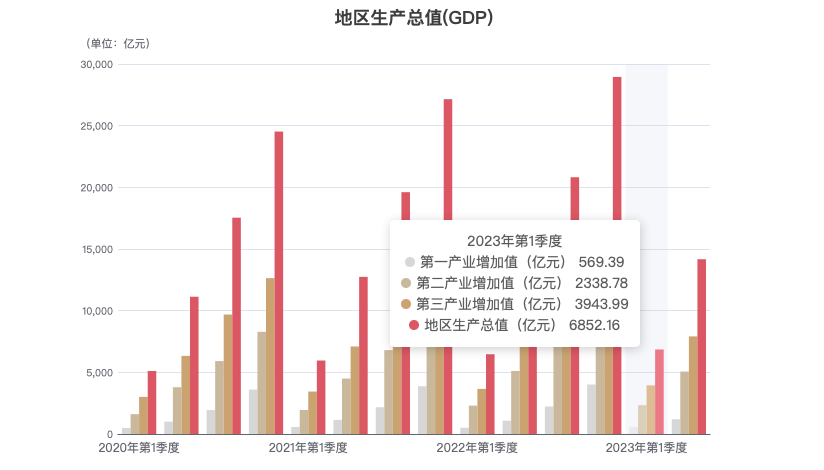 地区生产总值(GDP)
(单位：亿元)
30,000
25,000
20,000
15,000
10,000
5,000
0
2023年第1季度
第一产业增加值（亿元） 569.39
第二产业增加值（亿元） 2338.78
第三产业增加值（亿元） 3943.99
地区生产总值（亿元） 6852.16
2020年第1季度
2021年第1季度
2022年第1季度
2023年第1季度